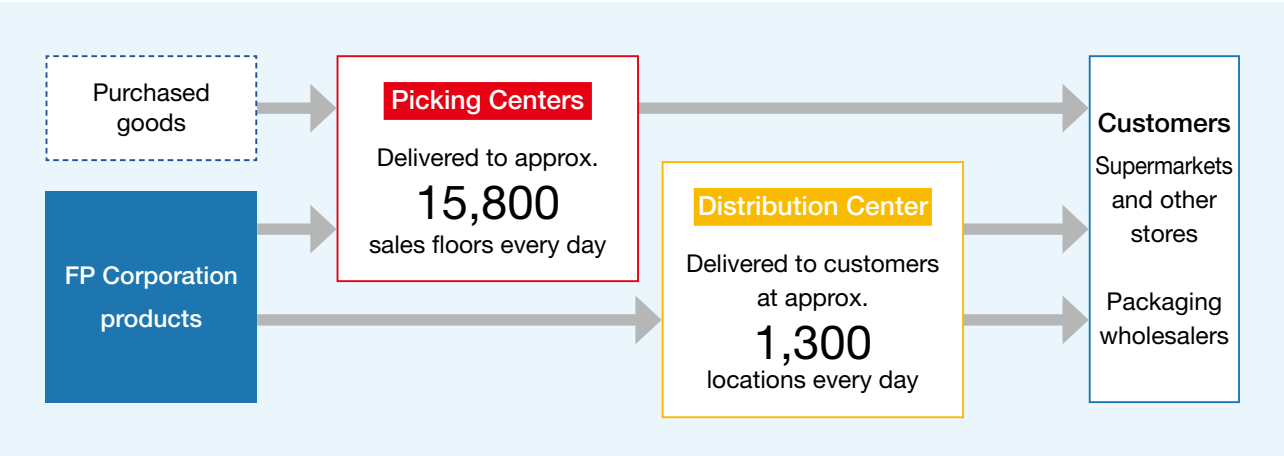 Purchased
goods
FP Corporation
products
Picking Centers
Delivered to approx.
15,800
sales floors every day
Distribution Center
Delivered to customers
at approx.
1,300
locations every day
Customers
Supermarkets
and other
stores
Packaging
wholesalers